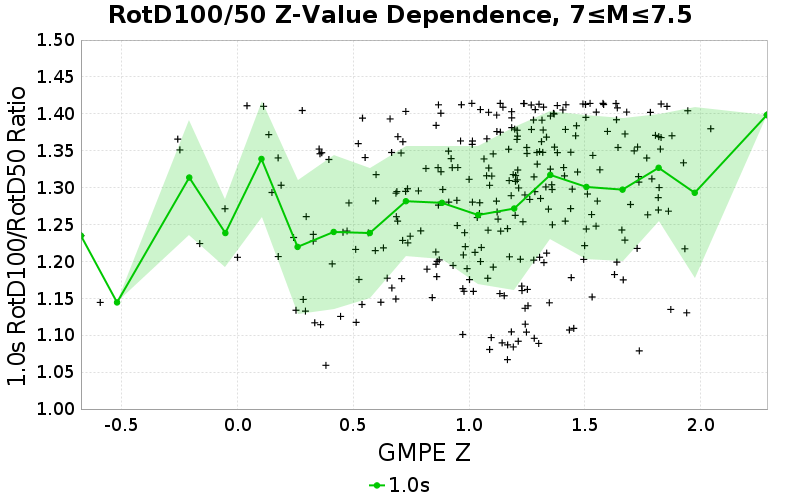 RotD100/50 Z-Value Dependence, 7≤M≤7.5
1.0s RotD100/RotD50 Ratio
1.50
1.45
1.40
1.35
1.30
1.25
1.20
1.15
1.10
1.05
1.00
-0.5 0.0 0.5 1.0 1.5 2.0
GMPE Z
1.0s